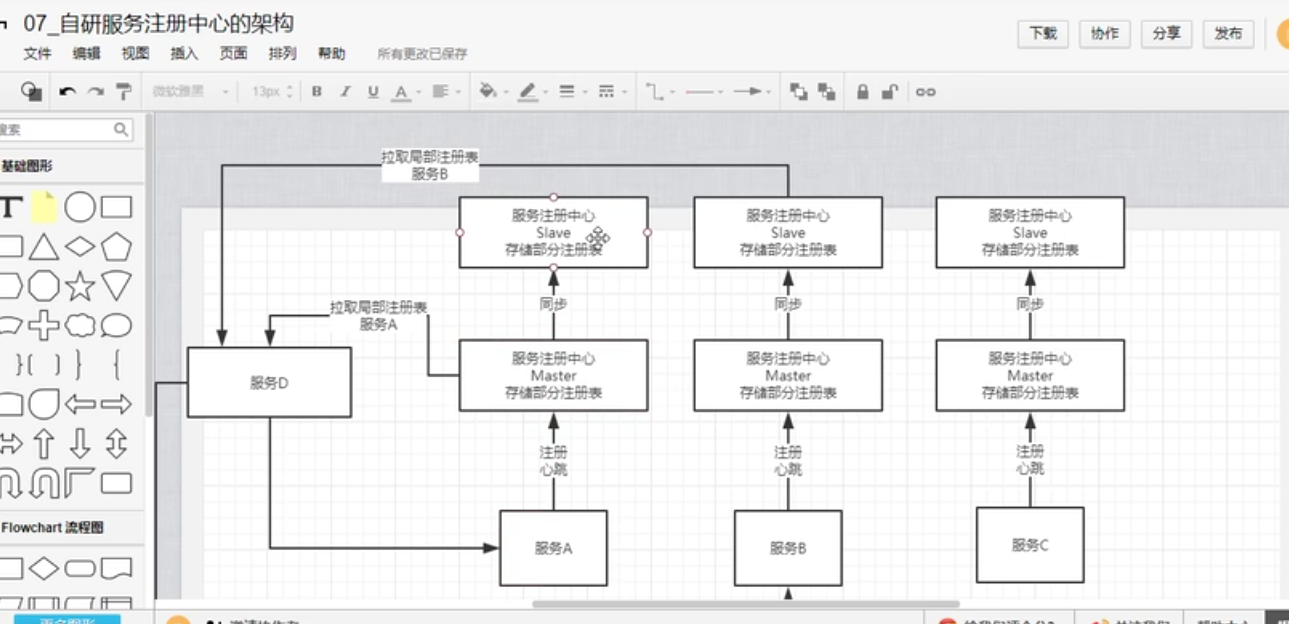 07_自研服务注册中心的架构
文件 编辑 视图 插入 页面 排列 帮助 所有更改已保存
下载 协作 分享 发布
微软雅黑 13px B I U A
搜索
基础图形
T
拉取局部注册表
服务B
服务注册中心
Slave
存储部分注册表
服务注册中心
Slave
存储部分注册表
服务注册中心
Slave
存储部分注册表
同步
同步
同步
拉取局部注册表
服务A
服务D
服务注册中心
Master
存储部分注册表
服务注册中心
Master
存储部分注册表
服务注册中心
Master
存储部分注册表
注册
心跳
注册
心跳
注册
心跳
服务A
服务B
服务C
Flowchart 流程图